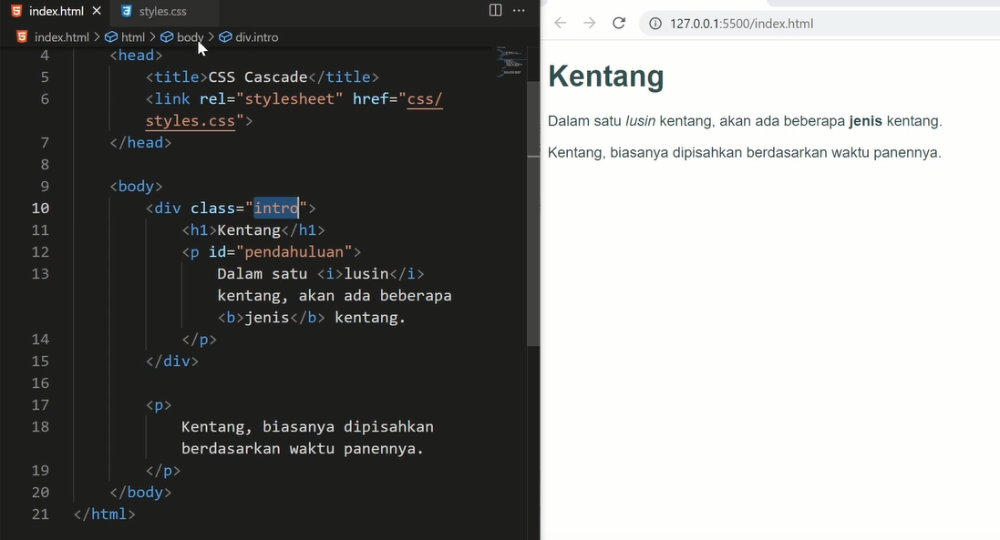 index.html
styles.css
index.html > html > body > div.intro
4 <head>
5 <title>CSS Cascade</title>
6 <link rel="stylesheet" href="css/
styles.css">
7 </head>
8
9 <body>
10 <div class="intro">
11 <h1>Kentang</h1>
12 <p id="pendahuluan">
13 Dalam satu <i>lusin</i>
kentang, akan ada beberapa
<b>jenis</b> kentang.
14 </p>
15 </div>
16
17 <p>
18 Kentang, biasanya dipisahkan
berdasarkan waktu panennya.
19 </p>
20 </body>
21 </html>
127.0.0.1:5500/index.html
Kentang
Dalam satu lusin kentang, akan ada beberapa jenis kentang.
Kentang, biasanya dipisahkan berdasarkan waktu panennya.